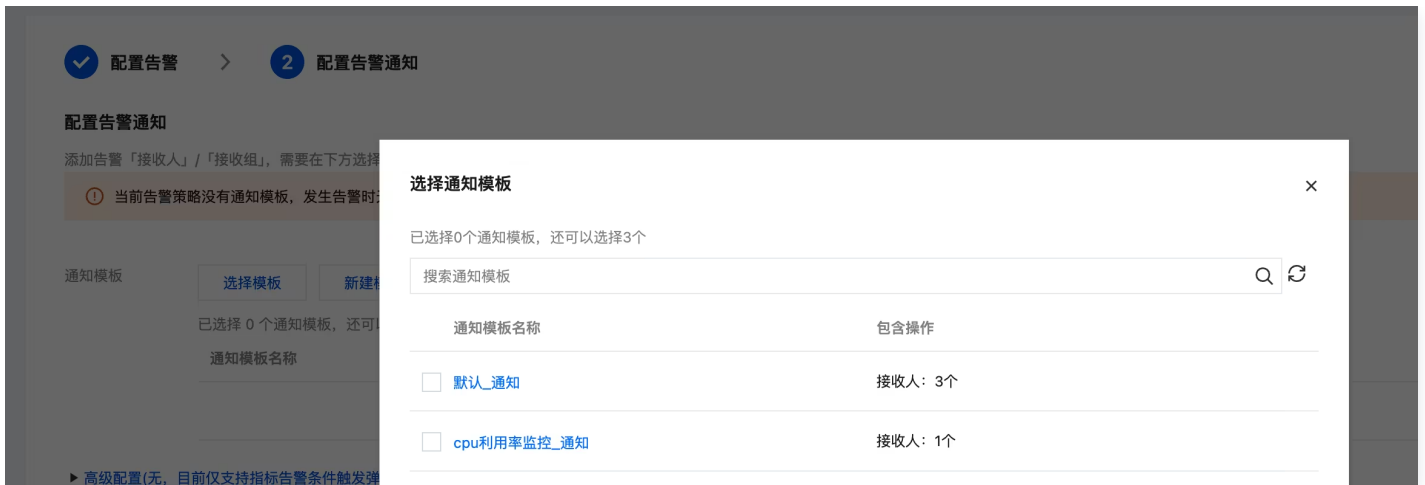 配置告警
2 配置告警通知
配置告警通知
添加告警「接收人」/「接收组」，需要在下方选择
当前告警策略没有通知模板，发生告警时
通知模板
选择模板
新建
已选择 0 个通知模板，还可
通知模板名称
高级配置(无，目前仅支持指标告警条件触发弹
选择通知模板
已选择0个通知模板，还可以选择3个
搜索通知模板
通知模板名称
包含操作
默认_通知
接收人：3个
cpu利用率监控_通知
接收人：1个